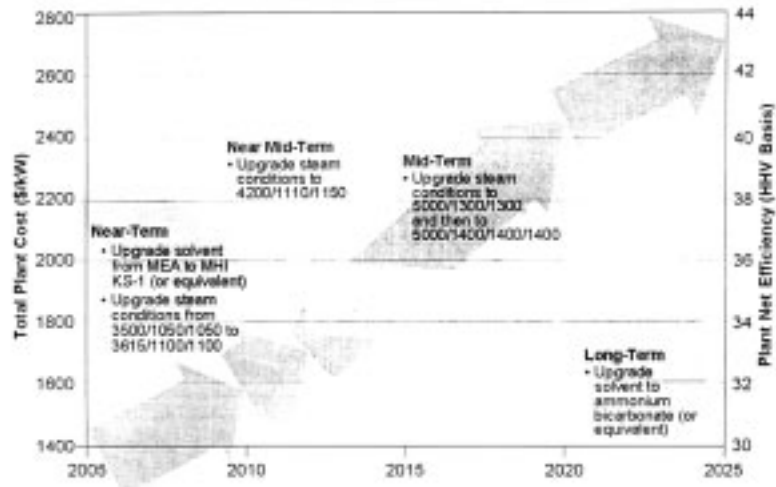 2800
2600
2400
2200
2000
1800
1600
1400
Total Plant Cost ($/kW)
2005
2010
2015
2020
2025
44
42
40
38
36
34
32
30
Plant Net Efficiency (HHV Basis)
Near-Term
• Upgrade solvent
from MEA to MHI
KS-1 (or equivalent)
• Upgrade steam
conditions from
3500/1050/1050 to
3615/1100/1100
Near Mid-Term
• Upgrade steam
conditions to
4200/1110/1150
Mid-Term
• Upgrade steam
conditions to
5000/1300/1300
and then to
5000/1400/1400/1400
Long-Term
• Upgrade
solvent to
ammonium
bicarbonate (or
equivalent)